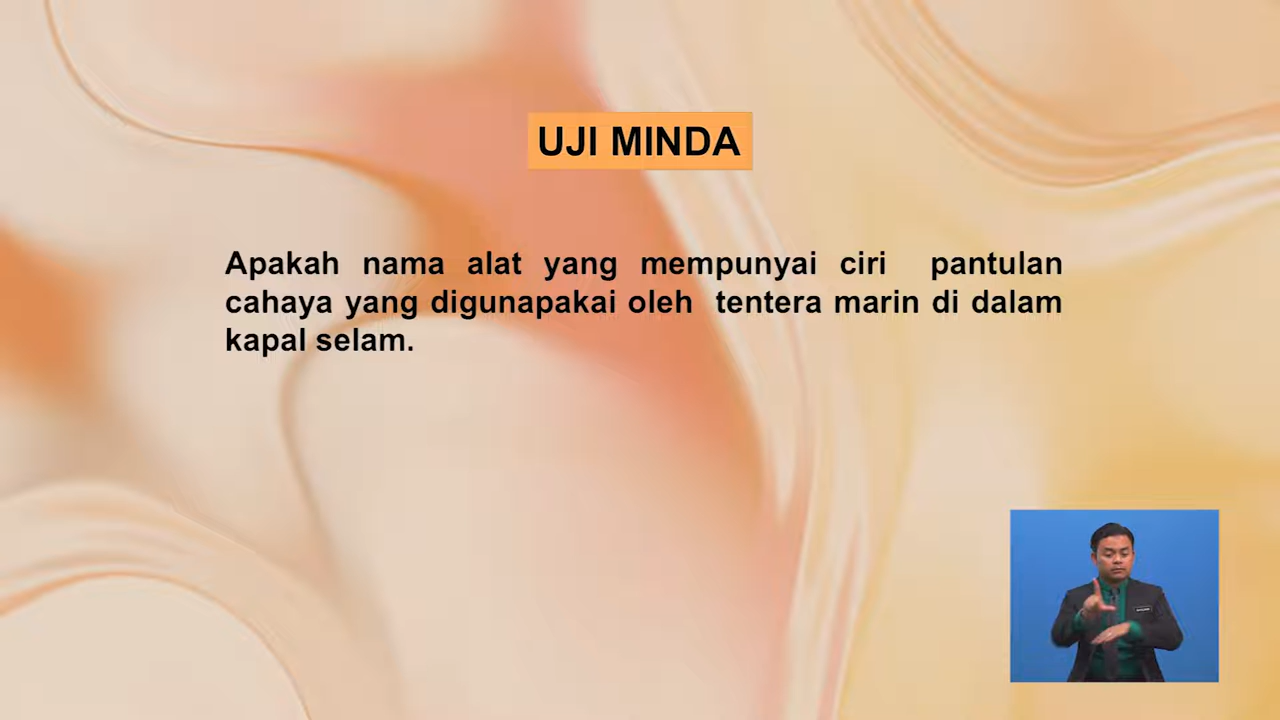 UJI MINDA
Apakah nama alat yang mempunyai ciri pantulan
cahaya yang digunapakai oleh tentera marin di dalam
kapal selam.